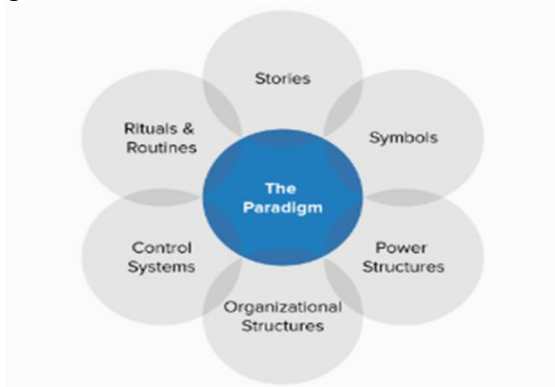 Stories
Rituals &
Routines
Symbols
The
Paradigm
Control
Systems
Power
Structures
Organizational
Structures